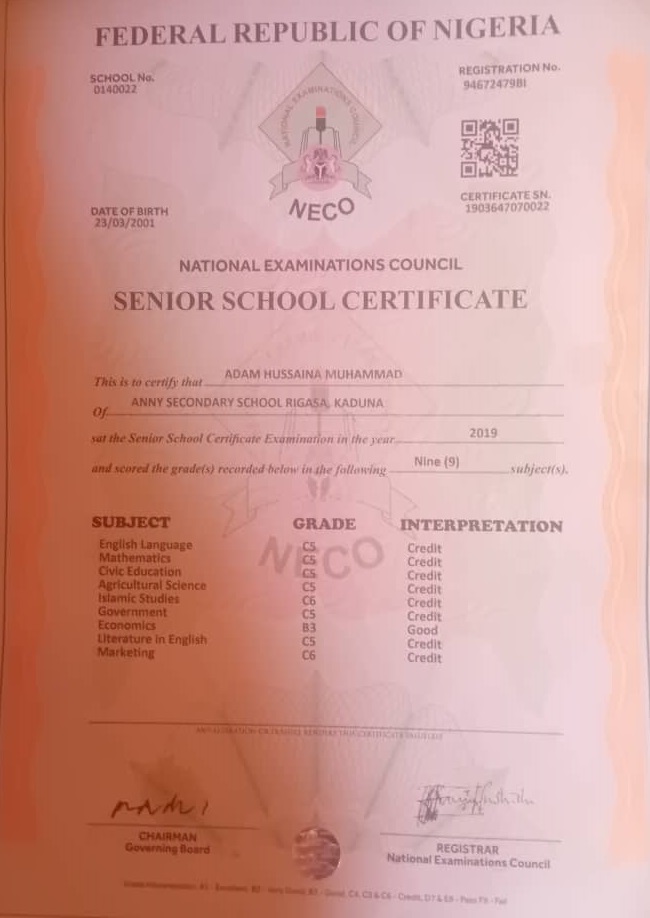 FEDERAL REPUBLIC OF NIGERIA
SCHOOL No.
0140022
REGISTRATION No.
94672479BI
NATIONAL EXAMINATIONS COUNCIL
NECO
DATE OF BIRTH
23/03/2001
CERTIFICATE SN.
1903647070022
NATIONAL EXAMINATIONS COUNCIL
SENIOR SCHOOL CERTIFICATE
This is to certify that ADAM HUSSAINA MUHAMMAD
Of ANNY SECONDARY SCHOOL RIGASA, KADUNA
sat the Senior School Certificate Examination in the year 2019
and scored the grade(s) recorded below in the following Nine (9) subject(s).
SUBJECT GRADE INTERPRETATION
English Language C5 Credit
Mathematics C5 Credit
Civic Education C5 Credit
Agricultural Science C5 Credit
Islamic Studies C6 Credit
Government C5 Credit
Economics B3 Good
Literature in English C5 Credit
Marketing C6 Credit
NECO
CHAIRMAN
Governing Board
REGISTRAR
National Examinations Council